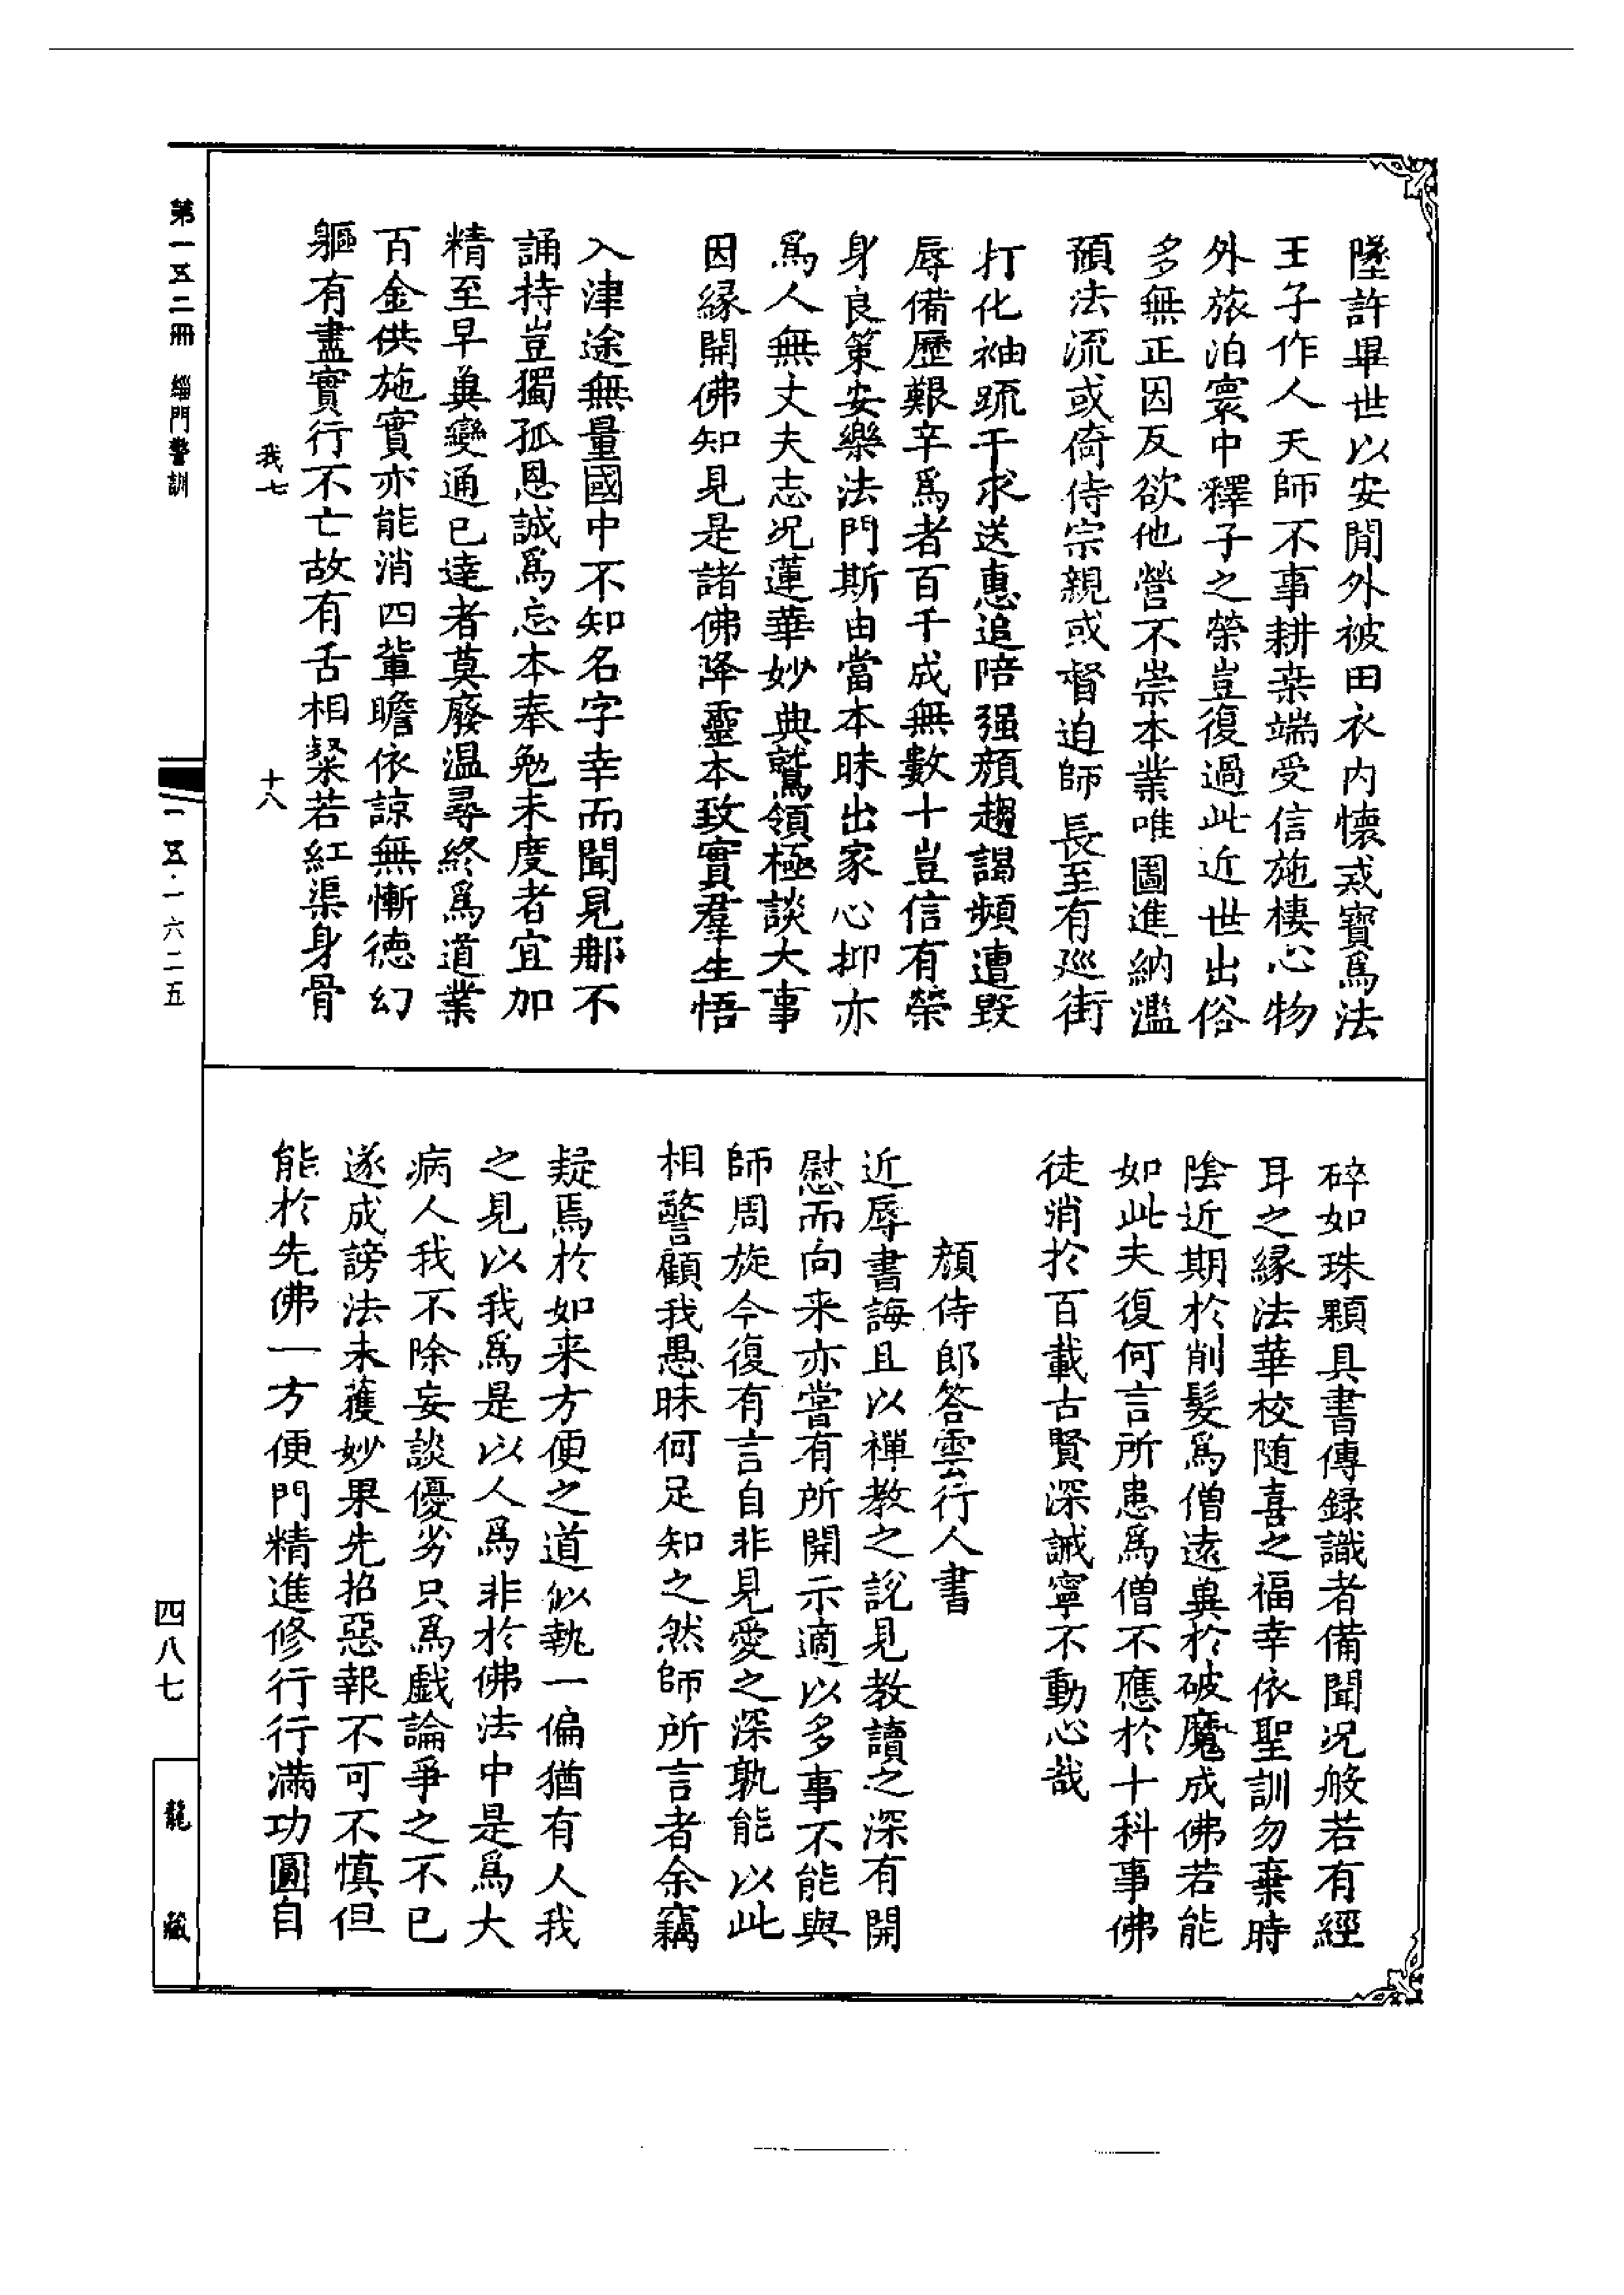 墜許畢世以安閒外被田衣內懷戒寶爲法
王子作人天師不事耕桒端受信施棲心物
外旅泊寰中釋子之榮豈復過此近世出俗
多無正因反欲他營不崇本業唯圖進納濫
預法流或倚侍宗親或督迫師長至有廵街
打化袖䟽干求送惠追陪强顔趨謁頻遭毀
辱備歷艱辛爲者百千成無數十豈信有榮
身良策安樂法門斯由當本昧出家心抑亦
爲人無丈夫志况蓮華妙典鷲領極談大事
因緣開佛知見是諸佛降靈本致實羣生悟
入津途無量國中不知名字幸而聞見那不
誦持豈獨孤恩誠爲忘本奉勉未度者宜加
精至早兾變通已達者莫廢温尋終爲道業
百金供施實亦能消四軰瞻依諒無慚德幻
軀有盡實行不亡故有舌相粲若紅渠身骨
我七
十八
碎如珠顆具書傳録識者備聞况般若有經
耳之緣法華校随喜之福幸依聖訓勿棄時
陰近期於削髮爲僧遠兾於破魔成佛若能
如此夫復何言所患爲僧不應於十科事佛
徒消於百載古賢深誡寧不動心哉
顔侍郎答雲行人書
近辱書誨且以禪教之說見教讀之深有開
慰而向来亦嘗有所開示適以多事不能與
師周旋今復有言自非見愛之深孰能以此
相警顧我愚昧何足知之然師所言者余竊
疑焉於如来方便之道似執一偏猶有人我
之見以我爲是以人爲非於佛法中是爲大
病人我不除妄談優劣只爲戱論爭之不已
遂成謗法未獲妙果先招惡報不可不慎但
能於先佛一方便門精進修行行滿功圓自
第一五二冊 緇門警訓
一五·一六二五
四八七
龍藏